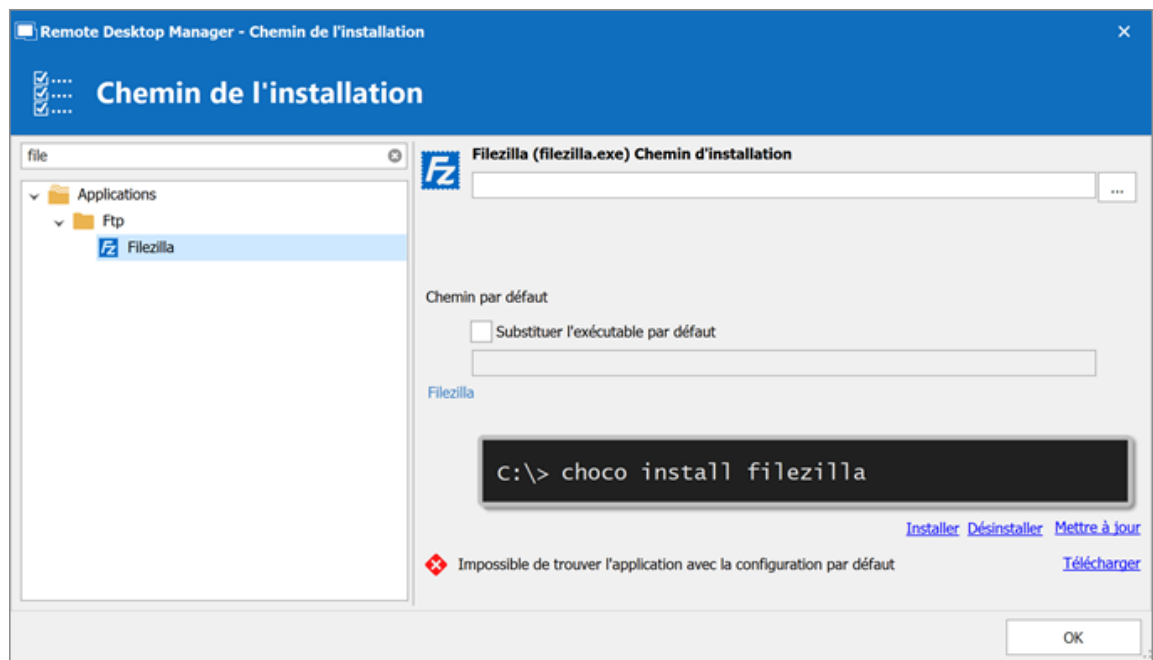 Remote Desktop Manager - Chemin de l'installation
Chemin de l'installation
file
Applications
Ftp
Filezilla
Fz
Filezilla (filezilla.exe) Chemin d'installation
...
Chemin par défaut
Substituer l'exécutable par défaut
Filezilla
C:\> choco install filezilla
Installer Désinstaller Mettre à jour
Impossible de trouver l'application avec la configuration par défaut
Télécharger
OK